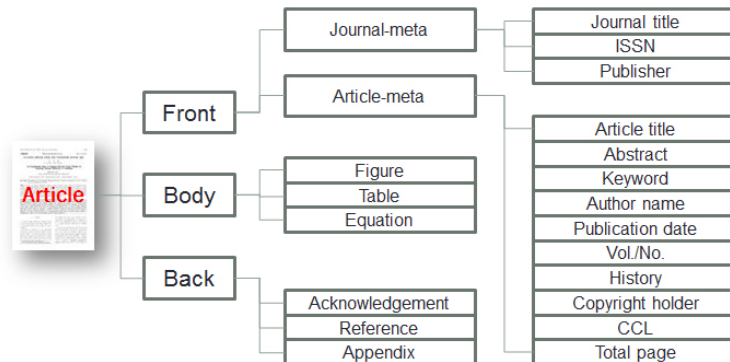 Article
Front
Journal-meta
Journal title
ISSN
Publisher
Article-meta
Article title
Abstract
Keyword
Author name
Publication date
Vol./No.
History
Copyright holder
CCL
Total page
Body
Figure
Table
Equation
Back
Acknowledgement
Reference
Appendix